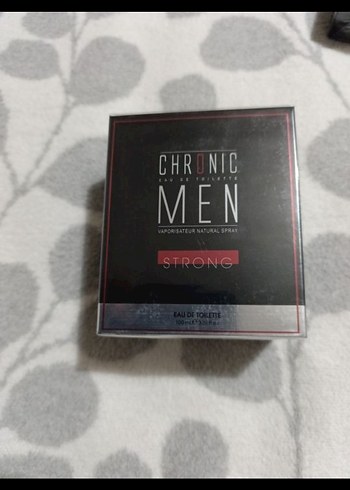 CHRONIC
EAU DE TOILETTE
MEN
VAPORISATEUR NATURAL SPRAY
STRONG
EAU DE TOILETTE